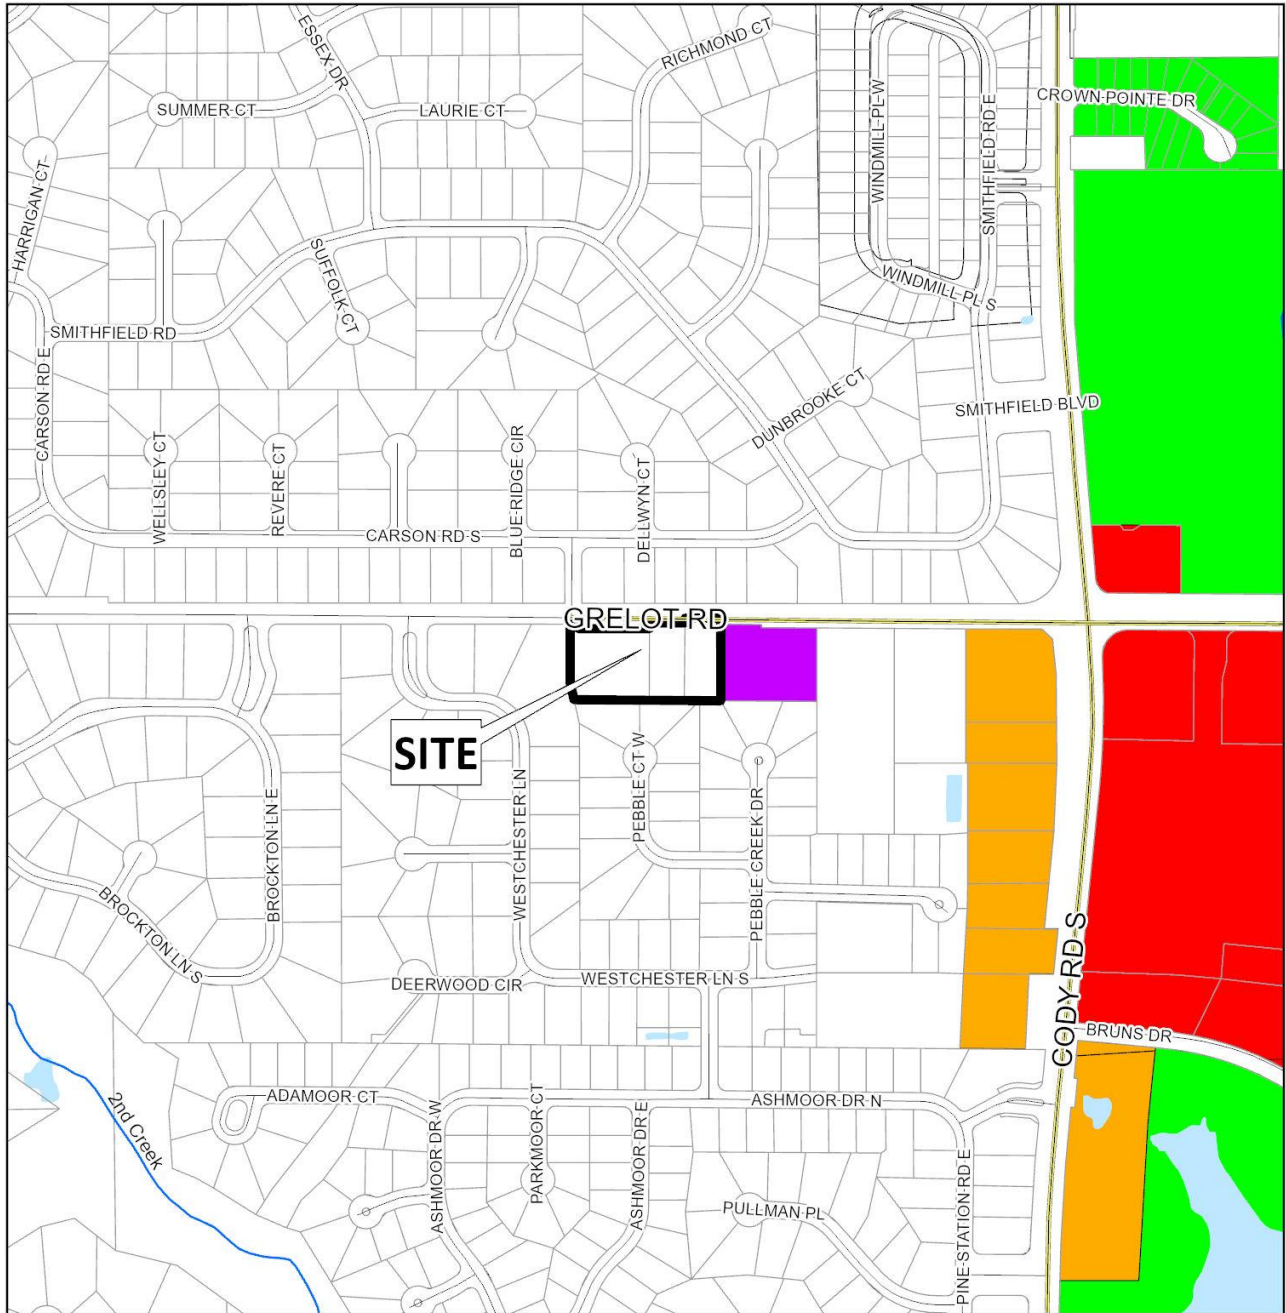 ESSEX DR
RICHMOND CT
SUMMER CT
LAURIE CT
CROWN POINTE DR
WINDMILL PL W
SMITHFIELD RD E
HARRIGAN CT
SUFFOLK CT
WINDMILL PL S
SMITHFIELD RD
CARSON RD E
DUNBROOKE CT
SMITHFIELD BLVD
WELLSLEY CT
REVERE CT
BLUE RIDGE CIR
DELLWYN CT
CARSON RD S
GRELOT RD
SITE
PEBBLE CT W
WESTCHESTER LN
PEBBLE CREEK DR
BROCKTON LN E
BROCKTON LN S
DEERWOOD CIR
WESTCHESTER LN S
CODY RD S
BRUNS DR
2nd Creek
ADAMOOR CT
PARKMOOR CT
ASHMOOR DR N
ASHMOOR DR W
ASHMOOR DR E
PULLMAN PL
PINE STATION RD E